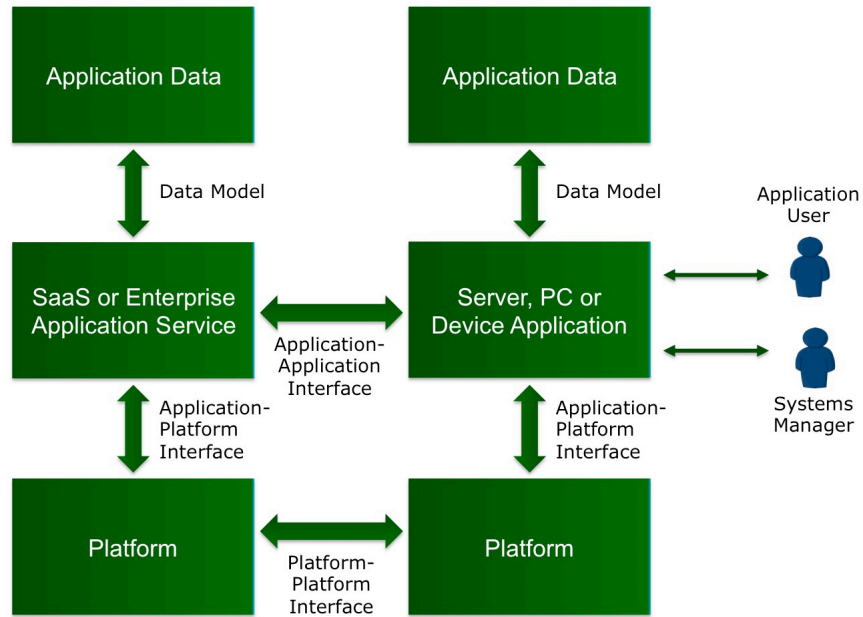 Application Data
Application Data
Data Model
Data Model
Application
User
SaaS or Enterprise
Application Service
Server, PC or
Device Application
Application-
Application
Interface
Systems
Manager
Application-
Platform
Interface
Application-
Platform
Interface
Platform
Platform
Platform-
Platform
Interface